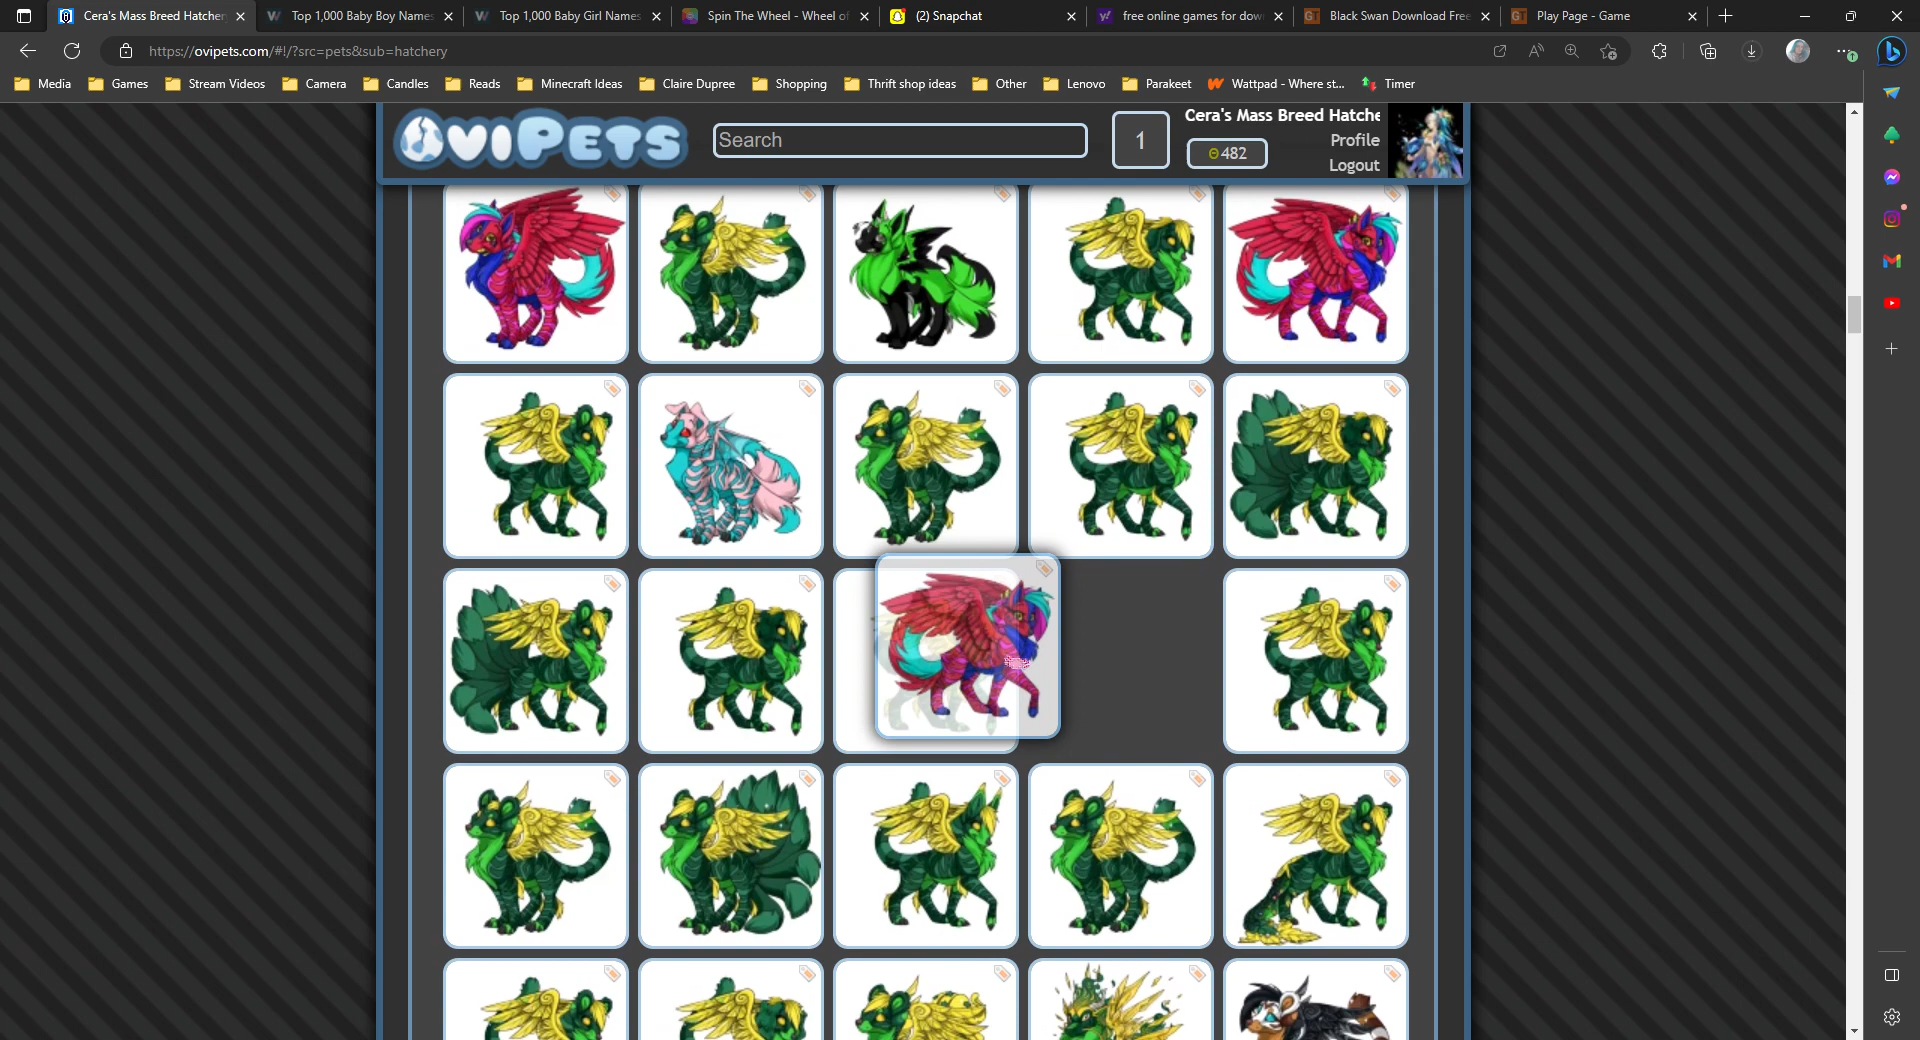 Cera's Mass Breed Hatcher
Top 1,000 Baby Boy Names
Top 1,000 Baby Girl Names
Spin The Wheel - Wheel of
(2) Snapchat
free online games for dow
Black Swan Download Free
Play Page - Game
https://ovipets.com/#!/?src=pets&sub=hatchery
Media
Games
Stream Videos
Camera
Candles
Reads
Minecraft Ideas
Claire Dupree
Shopping
Thrift shop ideas
Other
Lenovo
Parakeet
Wattpad - Where st...
Timer
OviPets
Search
1
Cera's Mass Breed Hatche
482
Profile
Logout